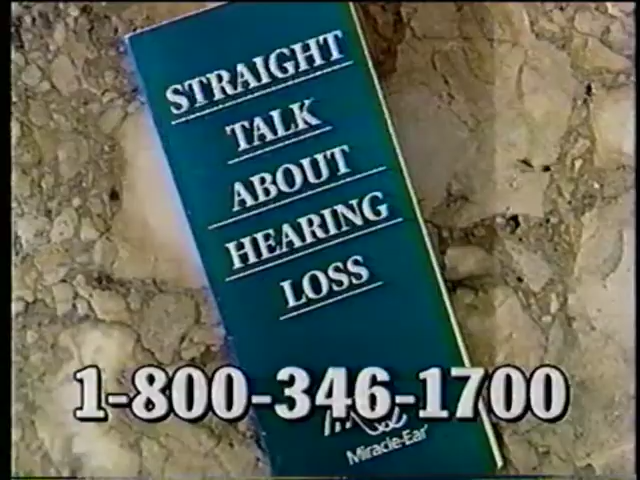 STRAIGHT
TALK
ABOUT
HEARING
LOSS
1-800-346-1700
Miracle-Ear